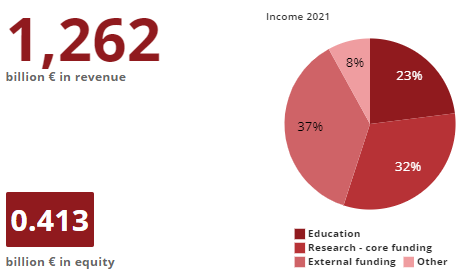 1,262
billion € in revenue
0.413
billion € in equity
Income 2021
8%
23%
37%
32%
Education
Research - core funding
External funding Other